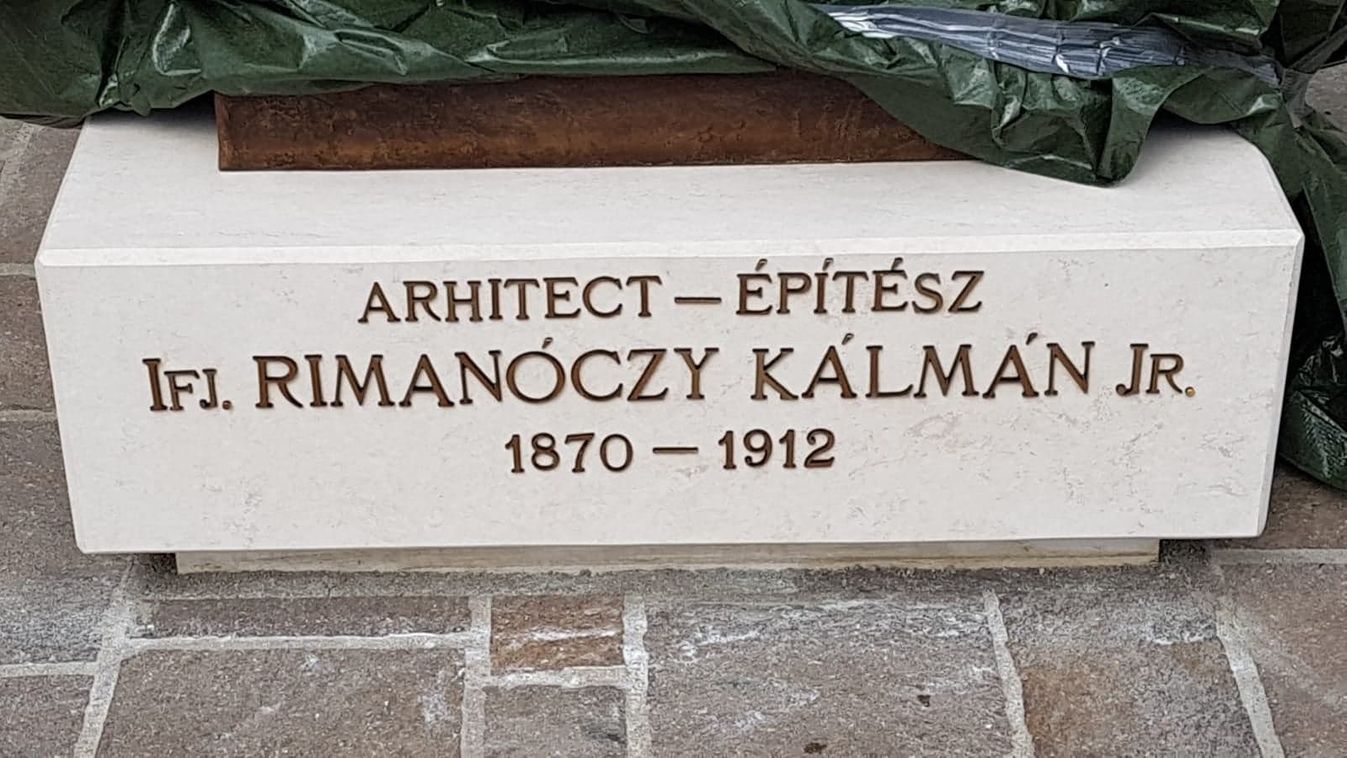 ARHITECT – ÉPÍTÉSZ
IFJ. RIMANÓCZY KÁLMÁN JR.
1870 – 1912